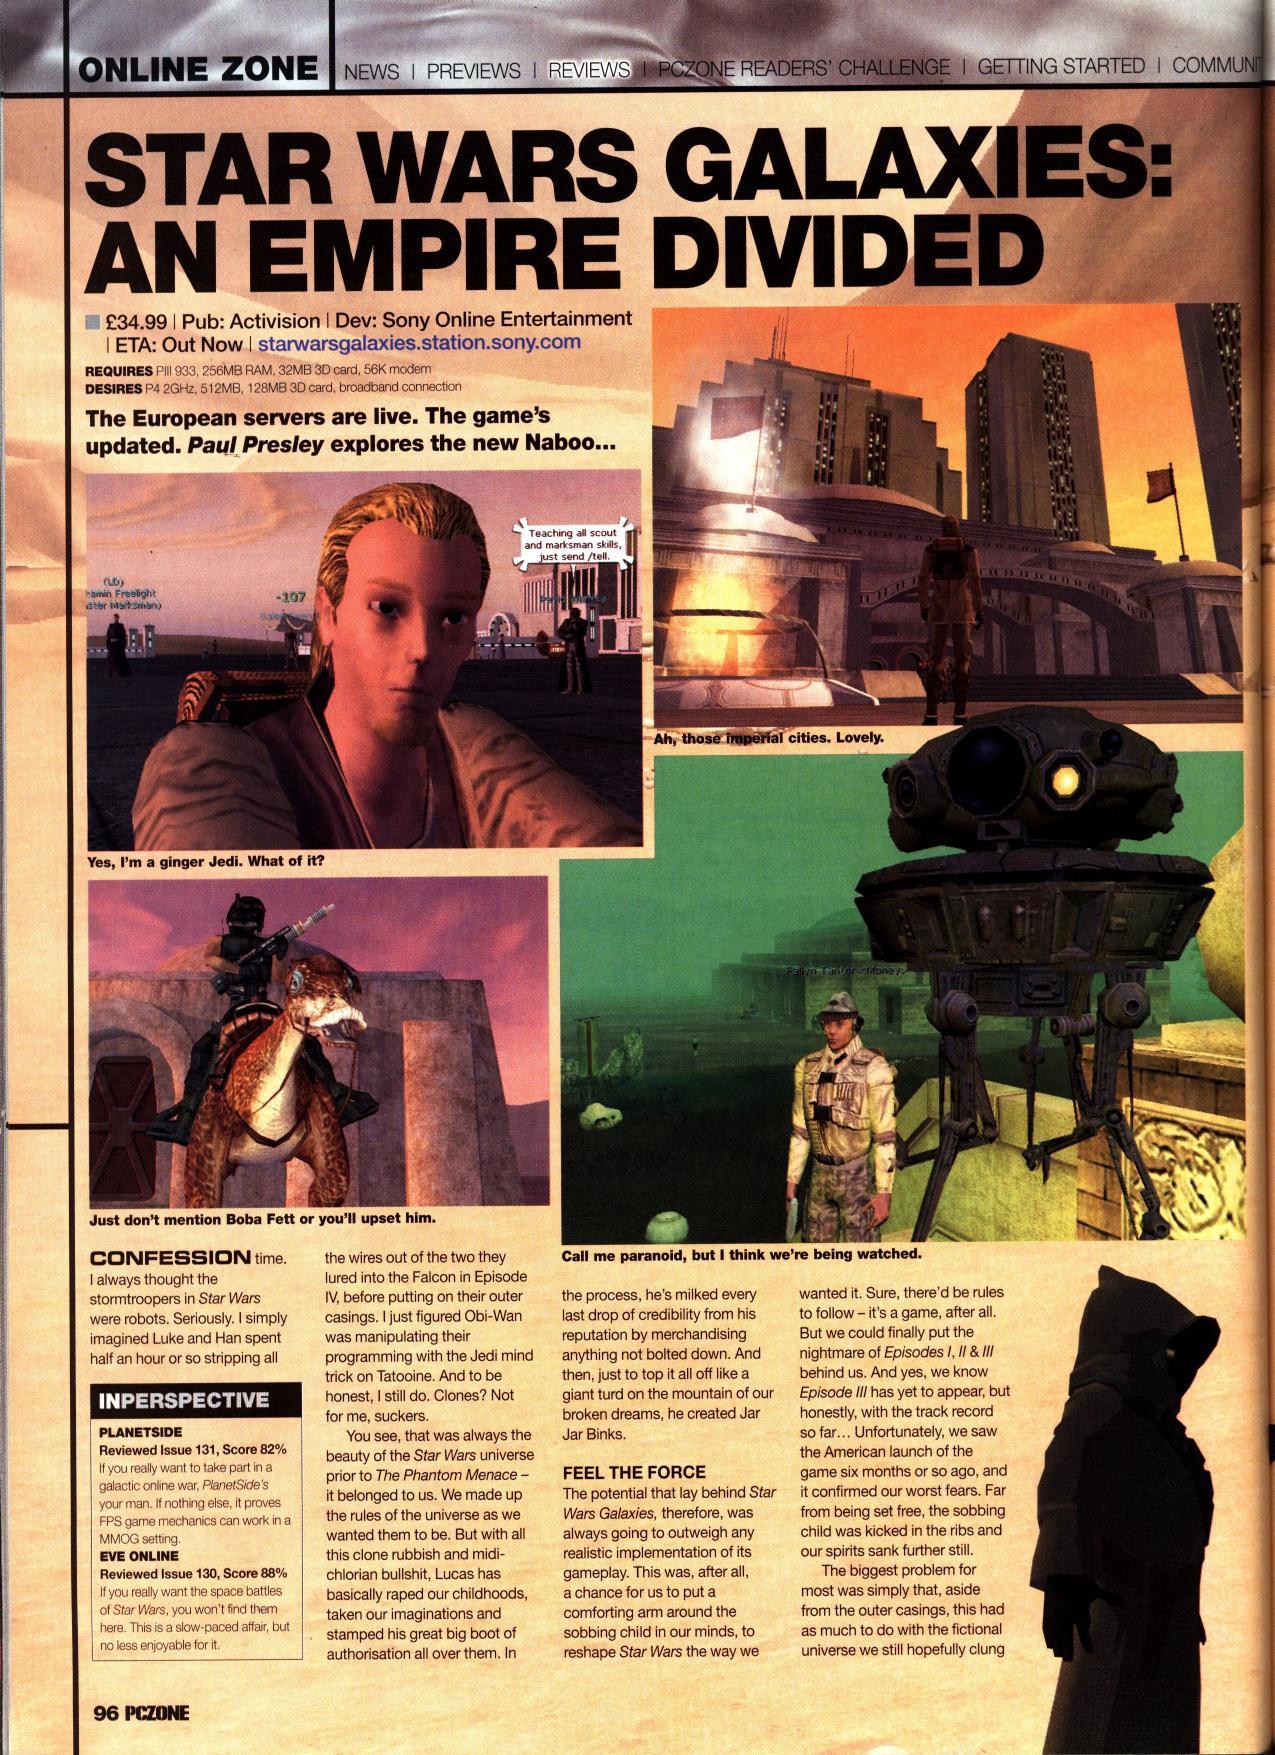 ONLINE ZONE
NEWS | PREVIEWS | REVIEWS | PCZONE READERS' CHALLENGE | GETTING STARTED |
STAR WARS GALAXIES:
AN EMPIRE DIVIDED
£34.99 | Pub: Activision | Dev: Sony Online Entertainment
| ETA: Out Now | starwarsgalaxies.station.sony.com
REQUIRES PIII 933, 256MB RAM, 32MB 3D card, 56K modem
DESIRES P4 2GHz, 512MB, 128MB 3D card, broadband connection
The European servers are live. The game's
updated. Paul Presley explores the new Naboo...
Teaching all scout
and marksman skills,
just send /tell.
Freelight
Marksman)
-107
Ah, those imperial cities. Lovely.
Yes, I'm a ginger Jedi. What of it?
Just don't mention Boba Fett or you'll upset him.
Call me paranoid, but I think we're being watched.
CONFESSION time.
I always thought the
stormtroopers in Star Wars
were robots. Seriously. I simply
imagined Luke and Han spent
half an hour or so stripping all
INPERSPECTIVE
PLANETSIDE
Reviewed Issue 131, Score 82%
If you really want to take part in a
galactic online war, PlanetSide's
your man. If nothing else, it proves
FPS game mechanics can work in a
MMOG setting.
EVE ONLINE
Reviewed Issue 130, Score 88%
If you really want the space battles
of Star Wars, you won't find them
here. This is a slow-paced affair, but
no less enjoyable for it.
the wires out of the two they
lured into the Falcon in Episode
IV, before putting on their outer
casings. I just figured Obi-Wan
was manipulating their
programming with the Jedi mind
trick on Tatooine. And to be
honest, I still do. Clones? Not
for me, suckers.
You see, that was always the
beauty of the Star Wars universe
prior to The Phantom Menace –
it belonged to us. We made up
the rules of the universe as we
wanted them to be. But with all
this clone rubbish and midi-
chlorian bullshit, Lucas has
basically raped our childhoods,
taken our imaginations and
stamped his great big boot of
authorisation all over them. In
the process, he's milked every
last drop of credibility from his
reputation by merchandising
anything not bolted down. And
then, just to top it all off like a
giant turd on the mountain of our
broken dreams, he created Jar
Jar Binks.
FEEL THE FORCE
The potential that lay behind Star
Wars Galaxies, therefore, was
always going to outweigh any
realistic implementation of its
gameplay. This was, after all,
a chance for us to put a
comforting arm around the
sobbing child in our minds, to
reshape Star Wars the way we
wanted it. Sure, there'd be rules
to follow – it's a game, after all.
But we could finally put the
nightmare of Episodes I, II & III
behind us. And yes, we know
Episode III has yet to appear, but
honestly, with the track record
so far... Unfortunately, we saw
the American launch of the
game six months or so ago, and
it confirmed our worst fears. Far
from being set free, the sobbing
child was kicked in the ribs and
our spirits sank further still.
The biggest problem for
most was simply that, aside
from the outer casings, this had
as much to do with the fictional
universe we still hopefully clung
96 PCZONE